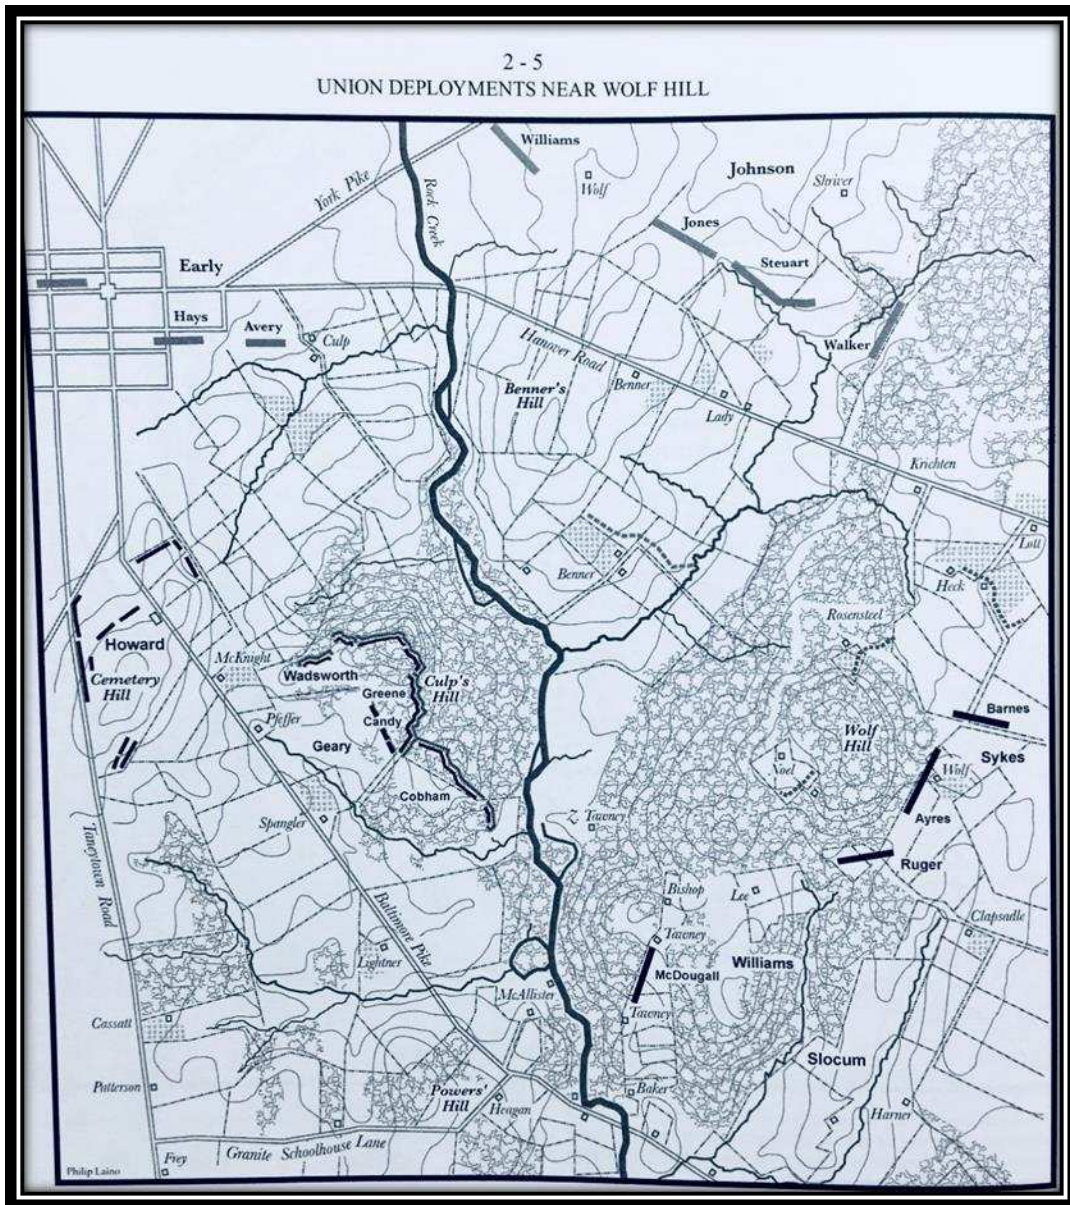 2 - 5
UNION DEPLOYMENTS NEAR WOLF HILL
Williams
York Pike
Rock Creek
Wolf
Johnson
Shriver
Jones
Steuart
Early
Hays
Avery
Culp
Walker
Hanover Road
Benner's
Hill
Benner
Lady
Krichten
Loll
Benner
Heck
Rosensteel
Howard
Cemetery
Hill
McKnight
Wadsworth
Greene
Culp's
Hill
Candy
Pfeffer
Geary
Cobham
Barnes
Wolf
Hill
Sykes
Noel
Wolf
Ayres
Spangler
Z Tawney
Ruger
Taneytown Road
Baltimore Pike
Bishop
Lee
Clapsadle
Tawney
Lightner
Williams
McDougall
McAllister
Tawney
Cassatt
Slocum
Patterson
Powers'
Hill
Heagan
Baker
Harner
Granite Schoolhouse Lane
Frey
Philip Laino